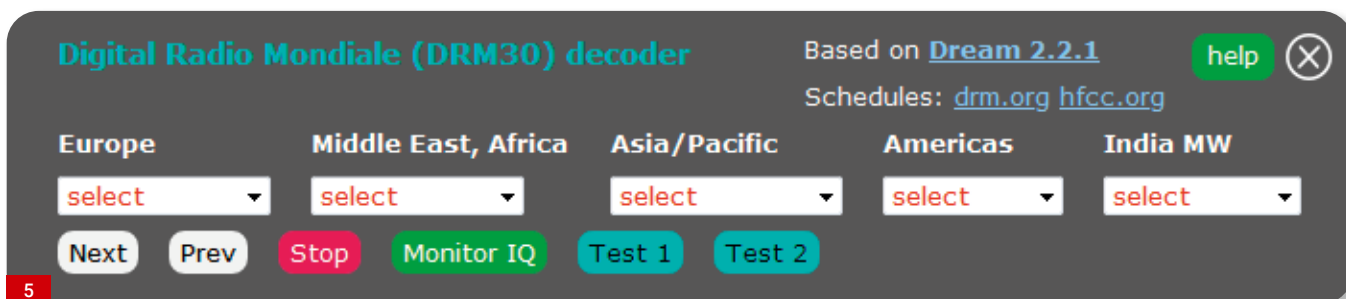 Digital Radio Mondiale (DRM30) decoder
Based on Dream 2.2.1
help
Schedules: drm.org hfcc.org
Europe Middle East, Africa Asia/Pacific Americas India MW
select select select select select
Next Prev Stop Monitor IQ Test 1 Test 2
5